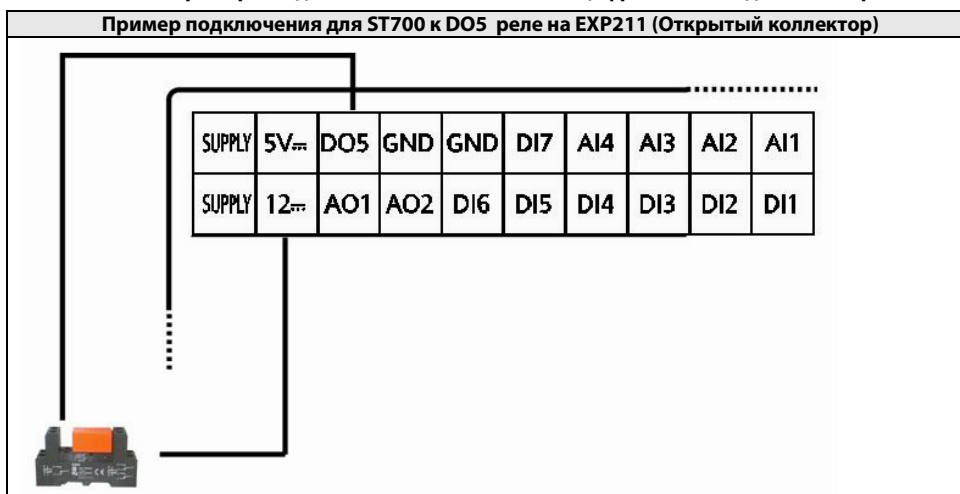 Пример подключения для ST700 к DO5 реле на EXP211 (Открытый коллектор)
SUPPLY 5V⎓ DO5 GND GND DI7 AI4 AI3 AI2 AI1
SUPPLY 12⎓ AO1 AO2 DI6 DI5 DI4 DI3 DI2 DI1